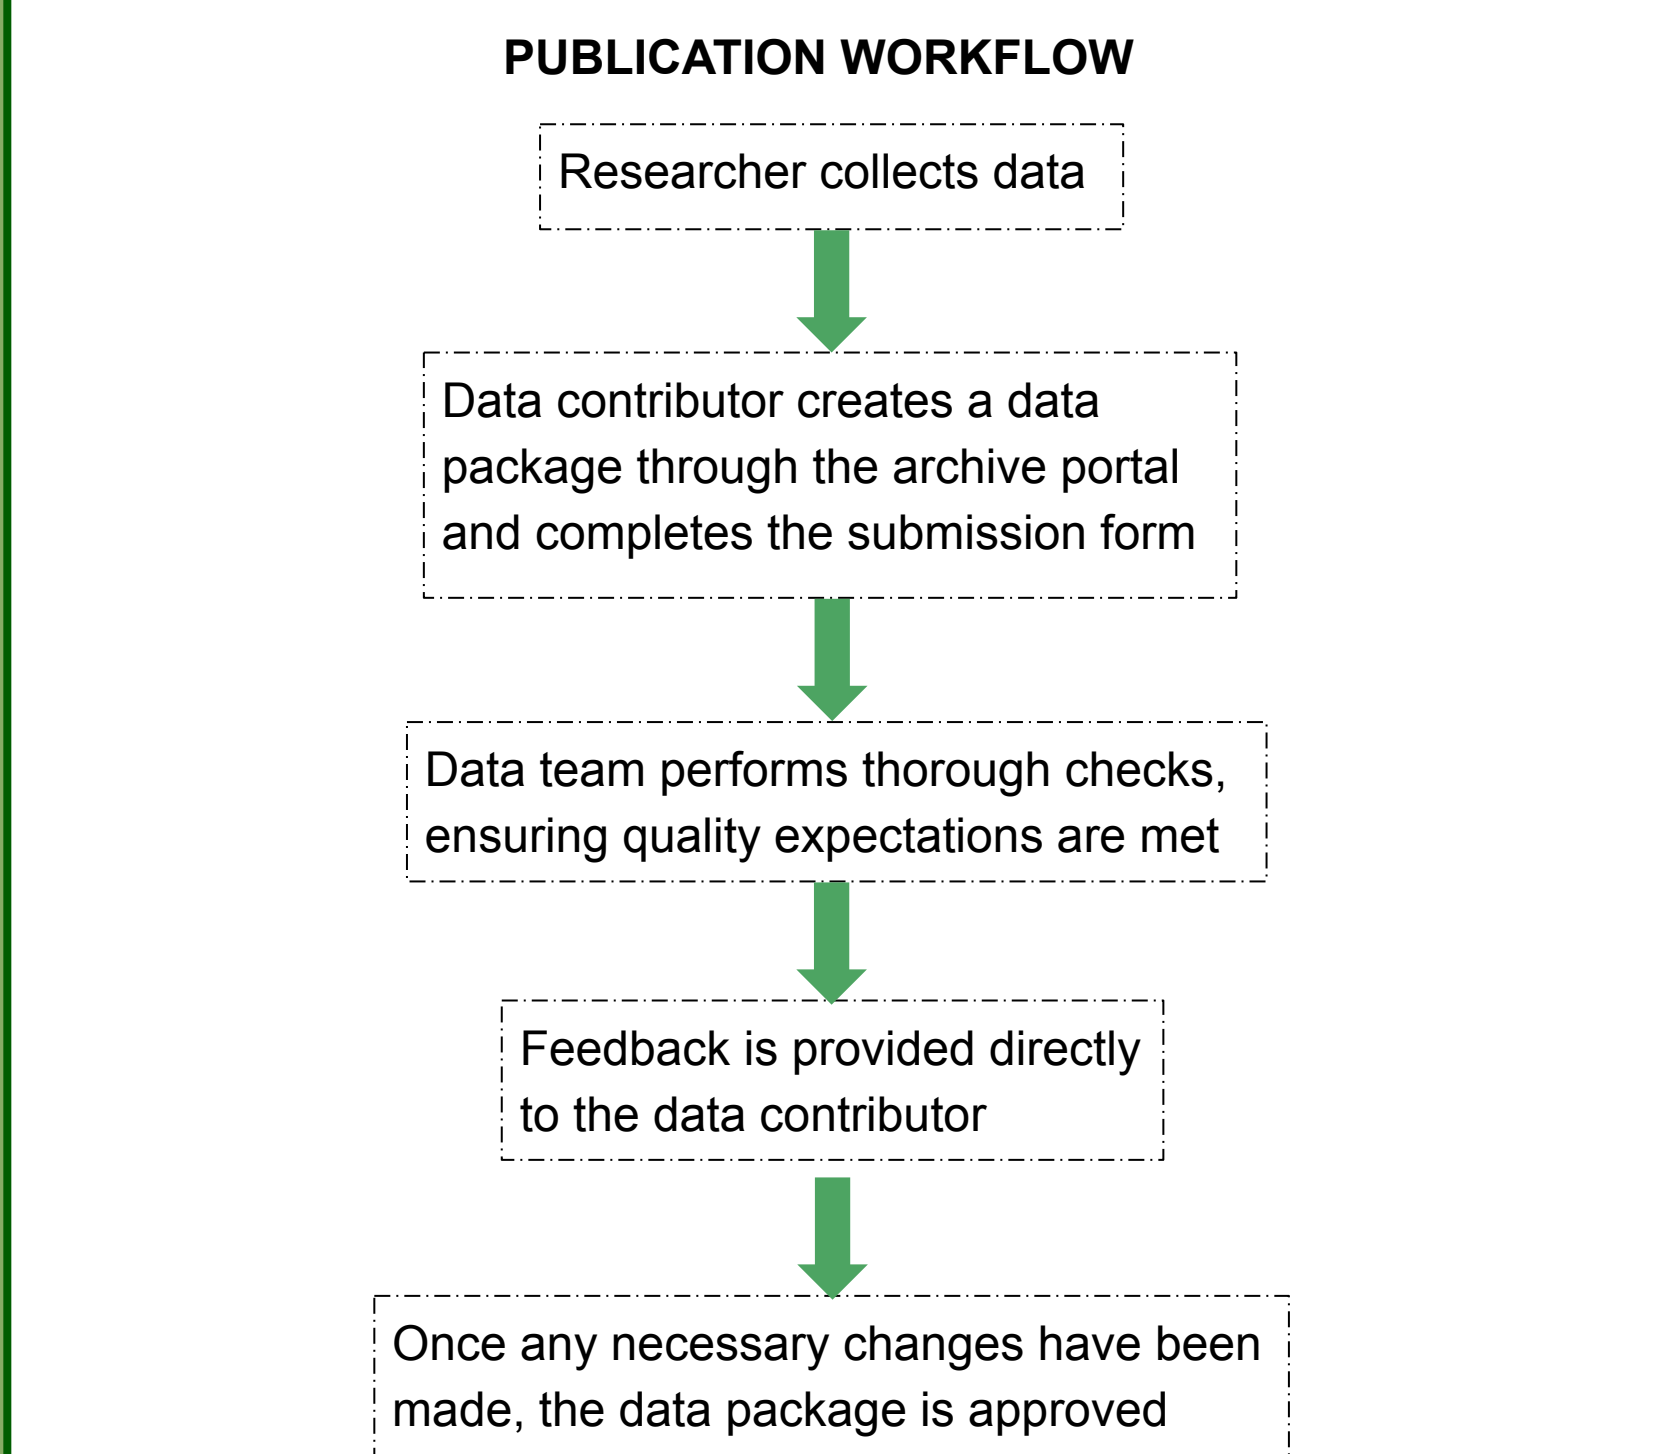 PUBLICATION WORKFLOW
Researcher collects data
Data contributor creates a data
package through the archive portal
and completes the submission form
Data team performs thorough checks,
ensuring quality expectations are met
Feedback is provided directly
to the data contributor
Once any necessary changes have been
made, the data package is approved